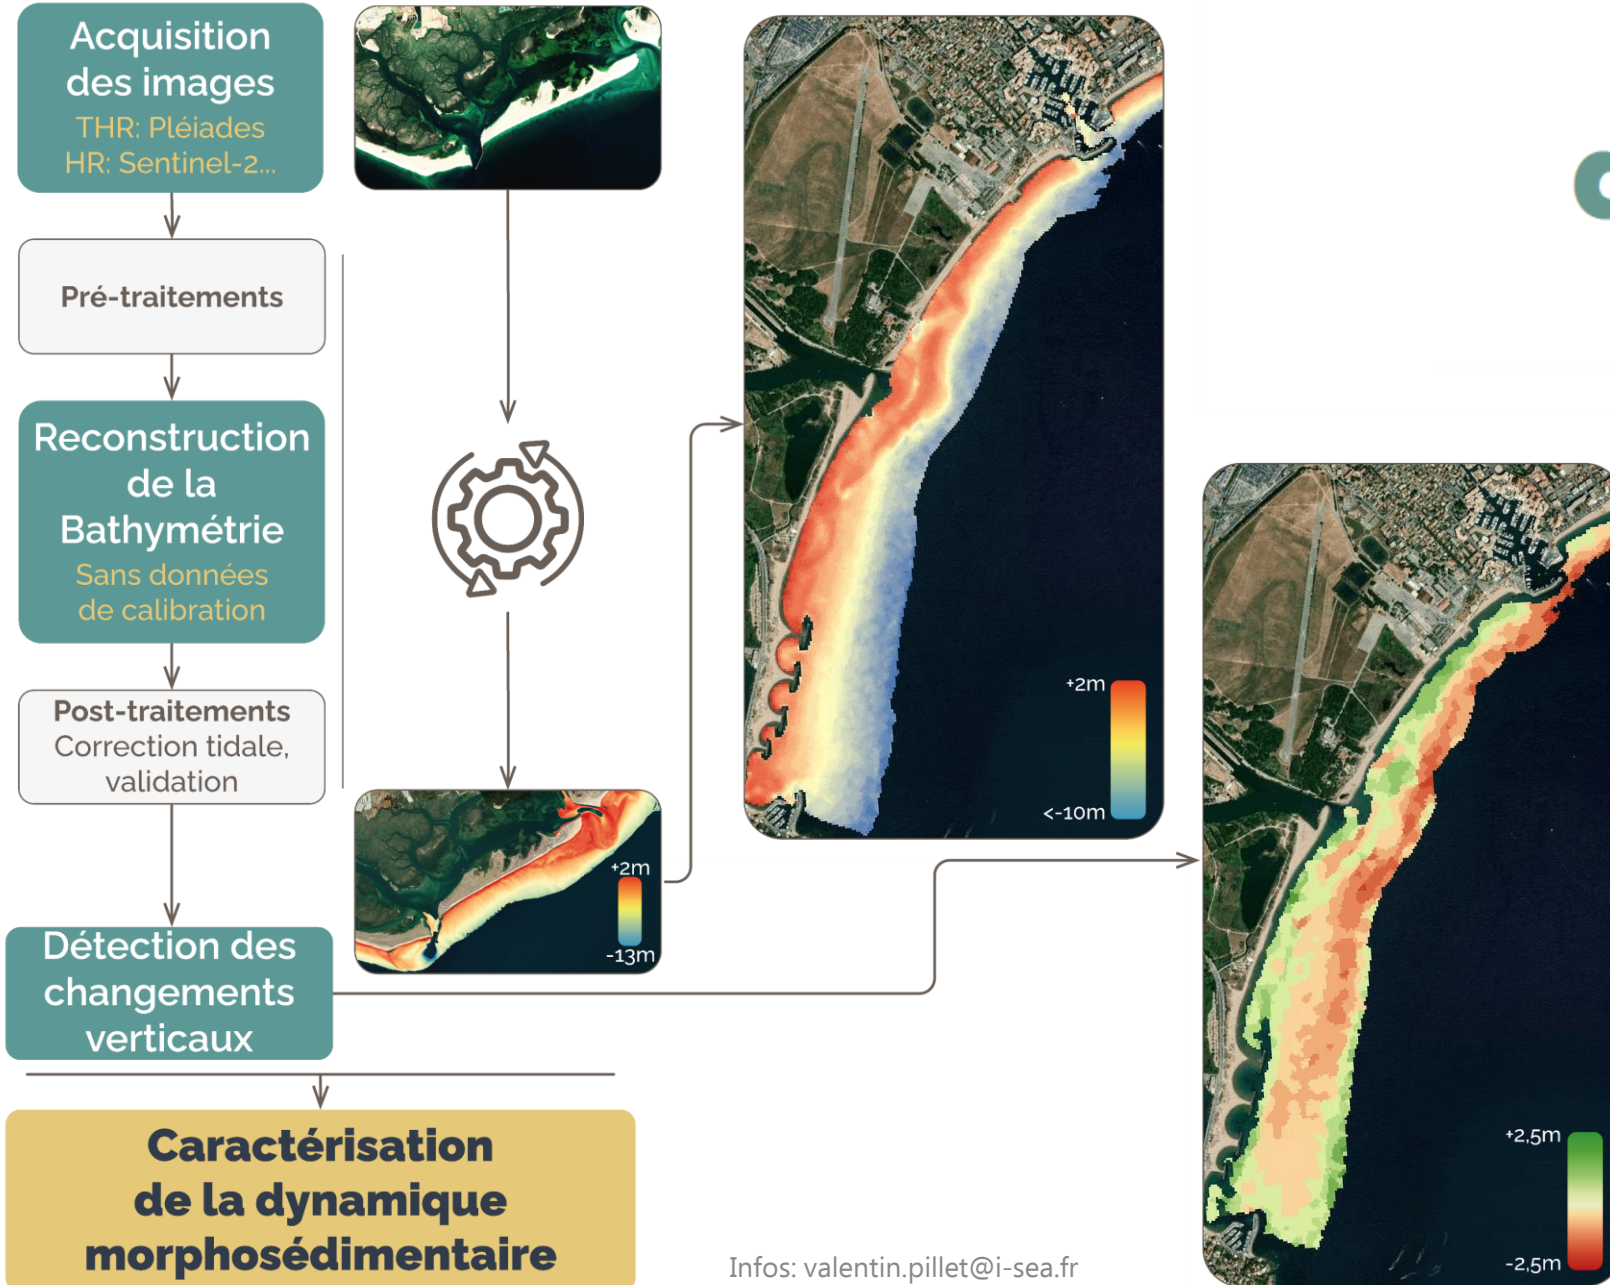 Acquisition
des images
THR: Pléiades
HR: Sentinel-2...
Pré-traitements
Reconstruction
de la
Bathymétrie
Sans données
de calibration
Post-traitements
Correction tidale,
validation
Détection des
changements
verticaux
Caractérisation
de la dynamique
morphosédimentaire
+2m
-13m
+2m
<-10m
+2,5m
-2,5m
Infos: valentin.pillet@i-sea.fr